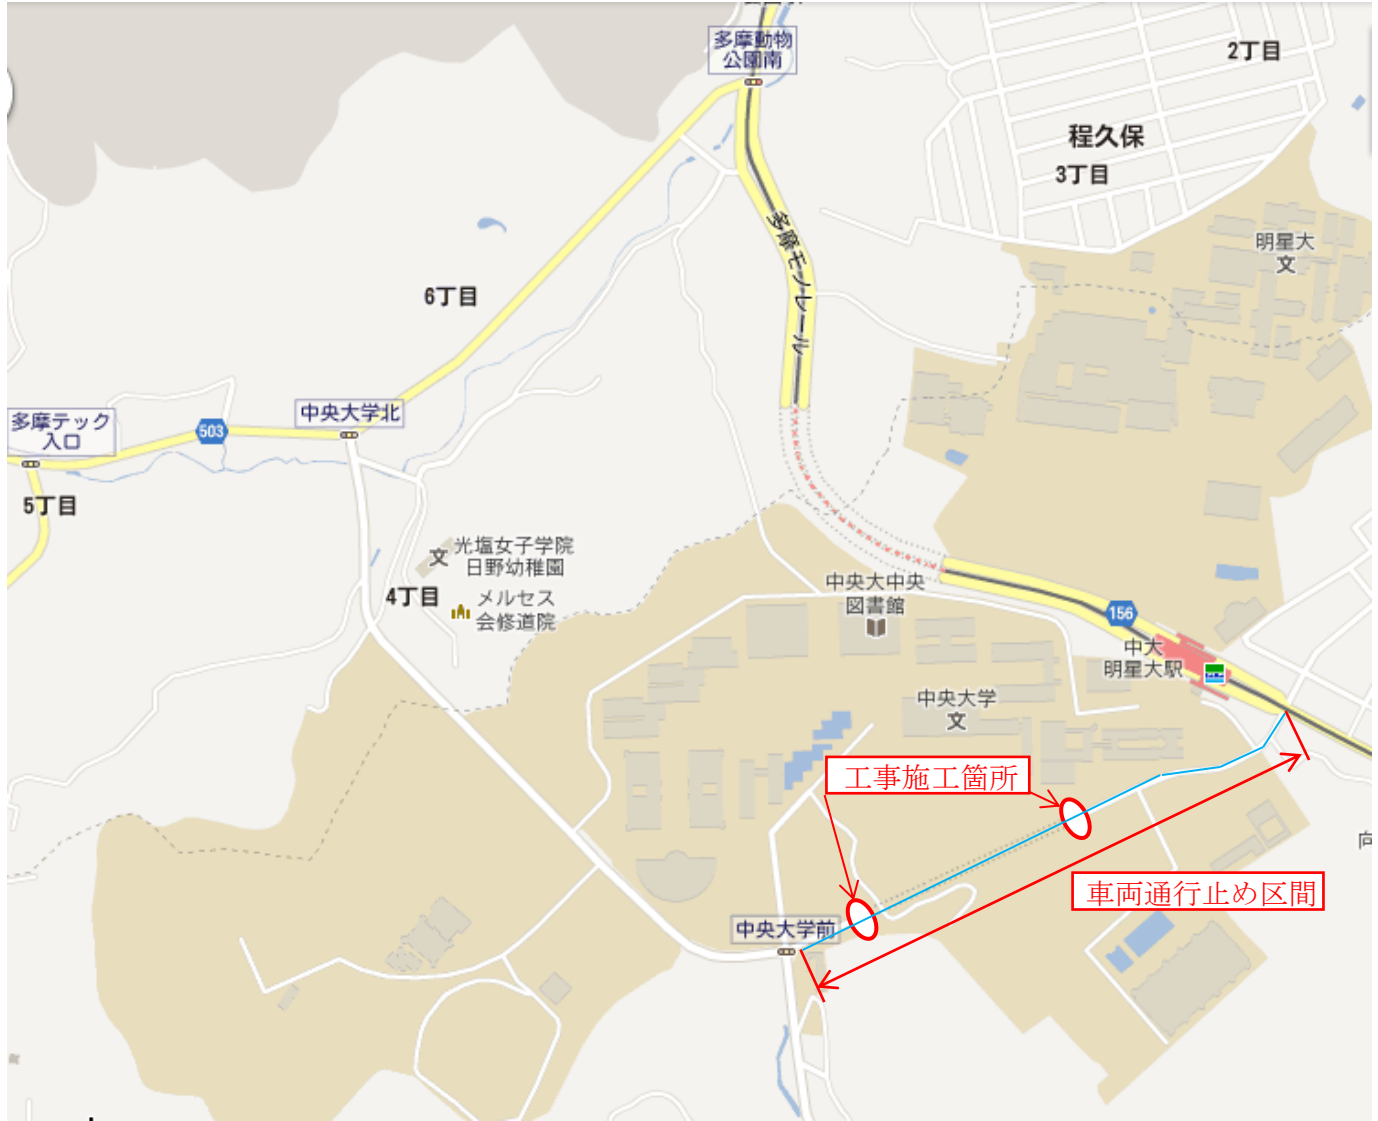 多摩動物
公園南
2丁目
程久保
3丁目
多摩モノレール
明星大
文
6丁目
中央大学北
多摩テック
入口
503
5丁目
光塩女子学院
日野幼稚園
文
4丁目
メルセス
会修道院
中央大中央
図書館
156
中大
明星大駅
中央大学
文
工事施工箇所
車両通行止め区間
中央大学前
向